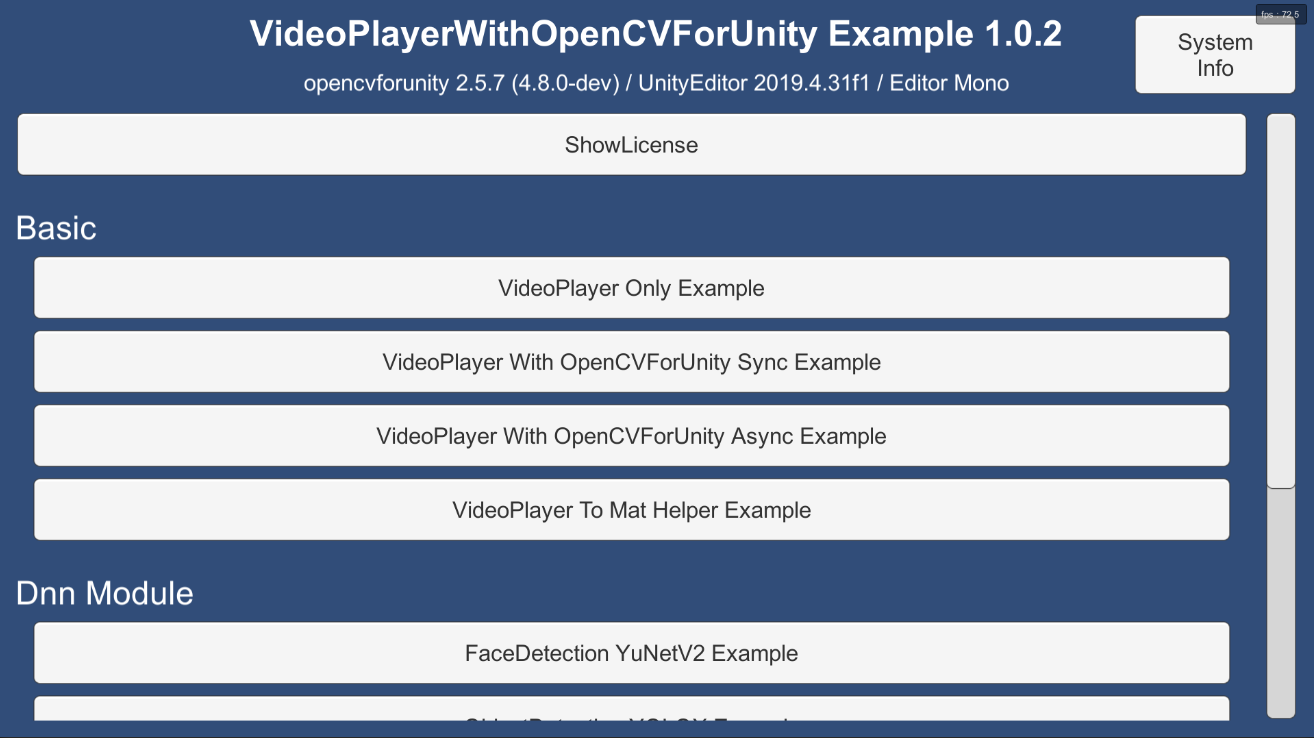 fps : 72.5
VideoPlayerWithOpenCVForUnity Example 1.0.2
System
Info
opencvforunity 2.5.7 (4.8.0-dev) / UnityEditor 2019.4.31f1 / Editor Mono
ShowLicense
Basic
VideoPlayer Only Example
VideoPlayer With OpenCVForUnity Sync Example
VideoPlayer With OpenCVForUnity Async Example
VideoPlayer To Mat Helper Example
Dnn Module
FaceDetection YuNetV2 Example